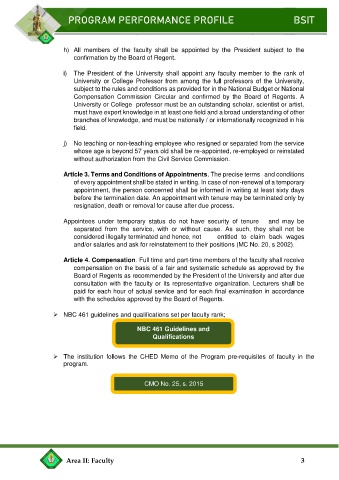 PROGRAM PERFORMANCE PROFILE BSIT
h) All members of the faculty shall be appointed by the President subject to the
confirmation by the Board of Regent.
i) The President of the University shall appoint any faculty member to the rank of
University or College Professor from among the full professors of the University,
subject to the rules and conditions as provided for in the National Budget or National
Compensation Commission Circular and confirmed by the Board of Regents. A
University or College professor must be an outstanding scholar, scientist or artist,
must have expert knowledge in at least one field and a broad understanding of other
branches of knowledge, and must be nationally / or internationally recognized in his
field.
j) No teaching or non-teaching employee who resigned or separated from the service
whose age is beyond 57 years old shall be re-appointed, re-employed or reinstated
without authorization from the Civil Service Commission.
Article 3. Terms and Conditions of Appointments. The precise terms and conditions
of every appointment shall be stated in writing. In case of non-renewal of a temporary
appointment, the person concerned shall be informed in writing at least sixty days
before the termination date. An appointment with tenure may be terminated only by
resignation, death or removal for cause after due process.
Appointees under temporary status do not have security of tenure and may be
separated from the service, with or without cause. As such, they shall not be
considered illegally terminated and hence, not entitled to claim back wages
and/or salaries and ask for reinstatement to their positions (MC No. 20, s 2002).
Article 4. Compensation. Full time and part-time members of the faculty shall receive
compensation on the basis of a fair and systematic schedule as approved by the
Board of Regents as recommended by the President of the University and after due
consultation with the faculty or its representative organization. Lecturers shall be
paid for each hour of actual service and for each final examination in accordance
with the schedules approved by the Board of Regents.
➢ NBC 461 guidelines and qualifications set per faculty rank;
NBC 461 Guidelines and
Qualifications
➢ The institution follows the CHED Memo of the Program pre-requisites of faculty in the
program.
CMO No. 25, s. 2015
Area II: Faculty 3